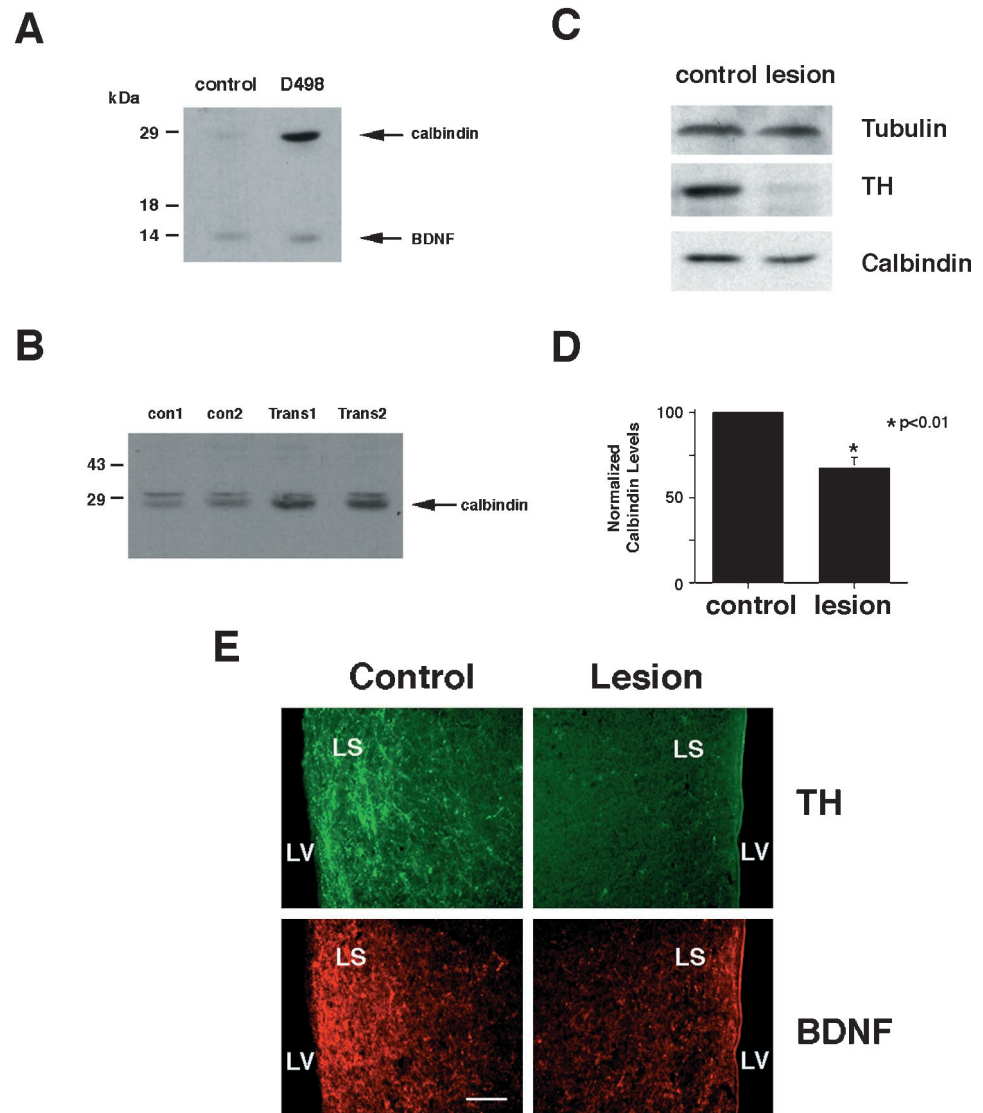 A
control D498
kDa
29
calbindin
18
14
BDNF
B
con1 con2 Trans1 Trans2
43
29
calbindin
C
control lesion
Tubulin
TH
Calbindin
D
100
* p<0.01
*
50
0
Normalized
Calbindin Levels
control lesion
E
Control Lesion
LS LS
TH
LV LV
LS LS
BDNF
LV LV